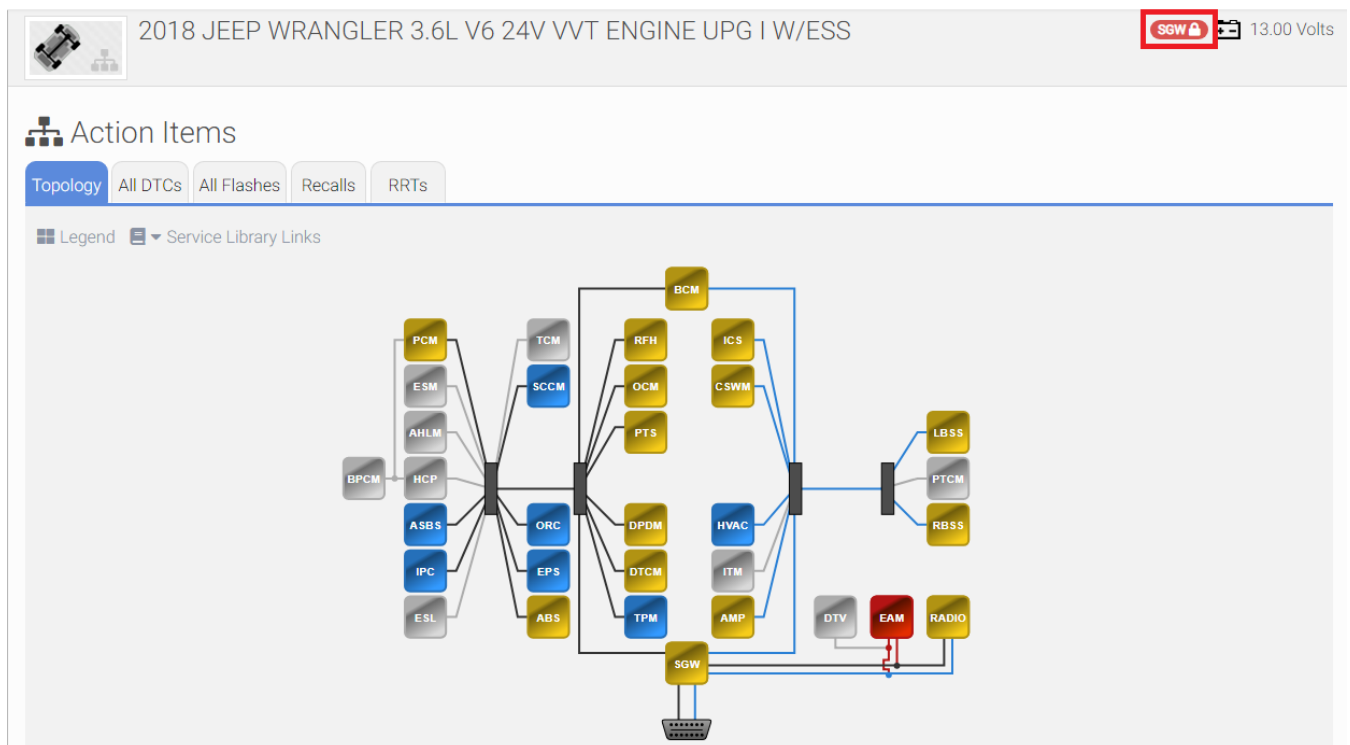 2018 JEEP WRANGLER 3.6L V6 24V VVT ENGINE UPG I W/ESS
SGW
13.00 Volts
Action Items
Topology
All DTCs
All Flashes
Recalls
RRTs
Legend
Service Library Links
BCM
PCM
TCM
RFH
ICS
ESM
SCCM
OCM
CSWM
AHLM
PTS
LBSS
BPCM
HCP
PTCM
ASBS
ORC
DPDM
HVAC
RBSS
IPC
EPS
DTCM
ITM
ESL
ABS
TPM
AMP
DTV
EAM
RADIO
SGW